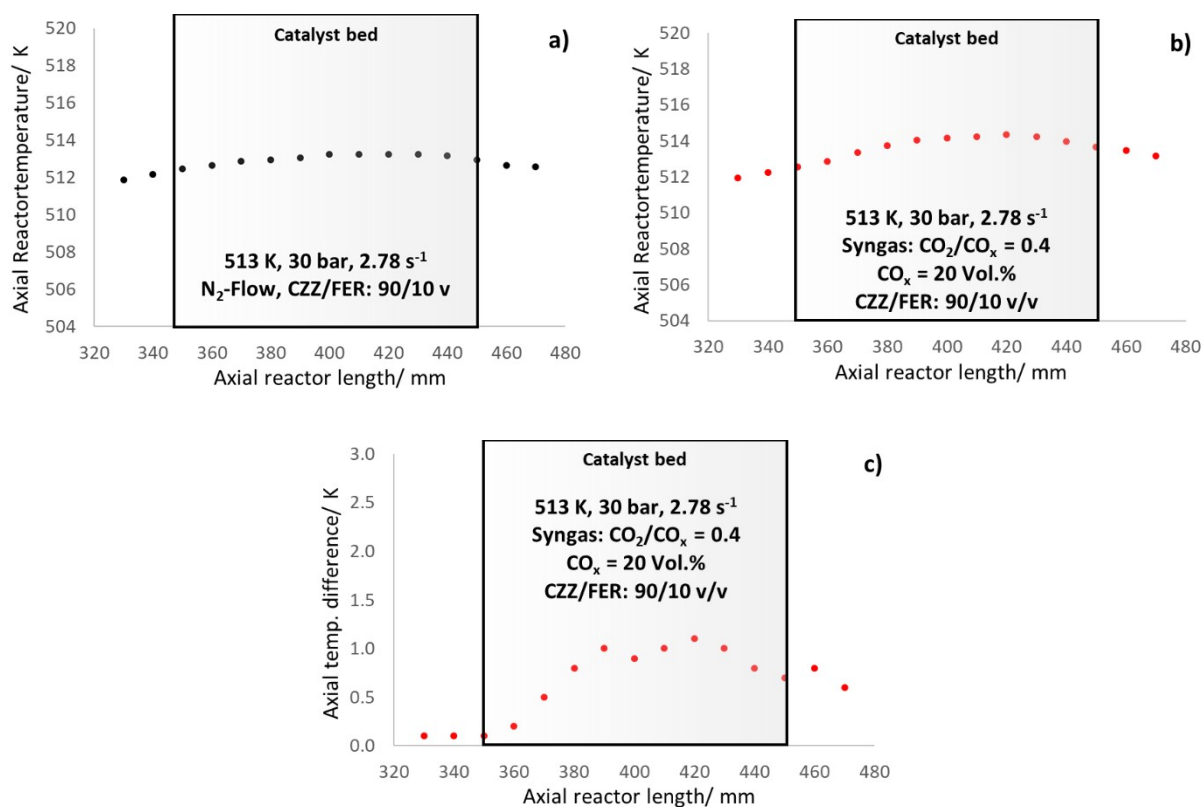 Catalyst bed
a)
Axial Reactortemperature/ K
520
518
516
514
512
510
508
506
504
513 K, 30 bar, 2.78 s⁻¹
N₂-Flow, CZZ/FER: 90/10 v
320 340 360 380 400 420 440 460 480
Axial reactor length/ mm
Catalyst bed
b)
Axial Reactortemperature/ K
520
518
516
514
512
510
508
506
504
513 K, 30 bar, 2.78 s⁻¹
Syngas: CO₂/COₓ = 0.4
COₓ = 20 Vol.%
CZZ/FER: 90/10 v/v
320 340 360 380 400 420 440 460 480
Axial reactor length/ mm
Catalyst bed
c)
Axial temp. difference/ K
3.0
2.5
2.0
1.5
1.0
0.5
0.0
513 K, 30 bar, 2.78 s⁻¹
Syngas: CO₂/COₓ = 0.4
COₓ = 20 Vol.%
CZZ/FER: 90/10 v/v
320 340 360 380 400 420 440 460 480
Axial reactor length/ mm